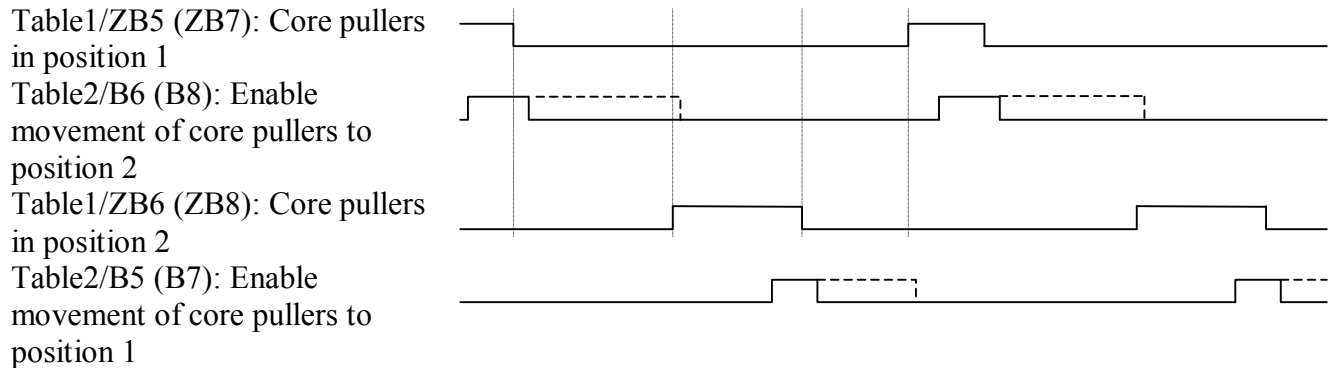 Table1/ZB5 (ZB7): Core pullers
in position 1
Table2/B6 (B8): Enable
movement of core pullers to
position 2
Table1/ZB6 (ZB8): Core pullers
in position 2
Table2/B5 (B7): Enable
movement of core pullers to
position 1